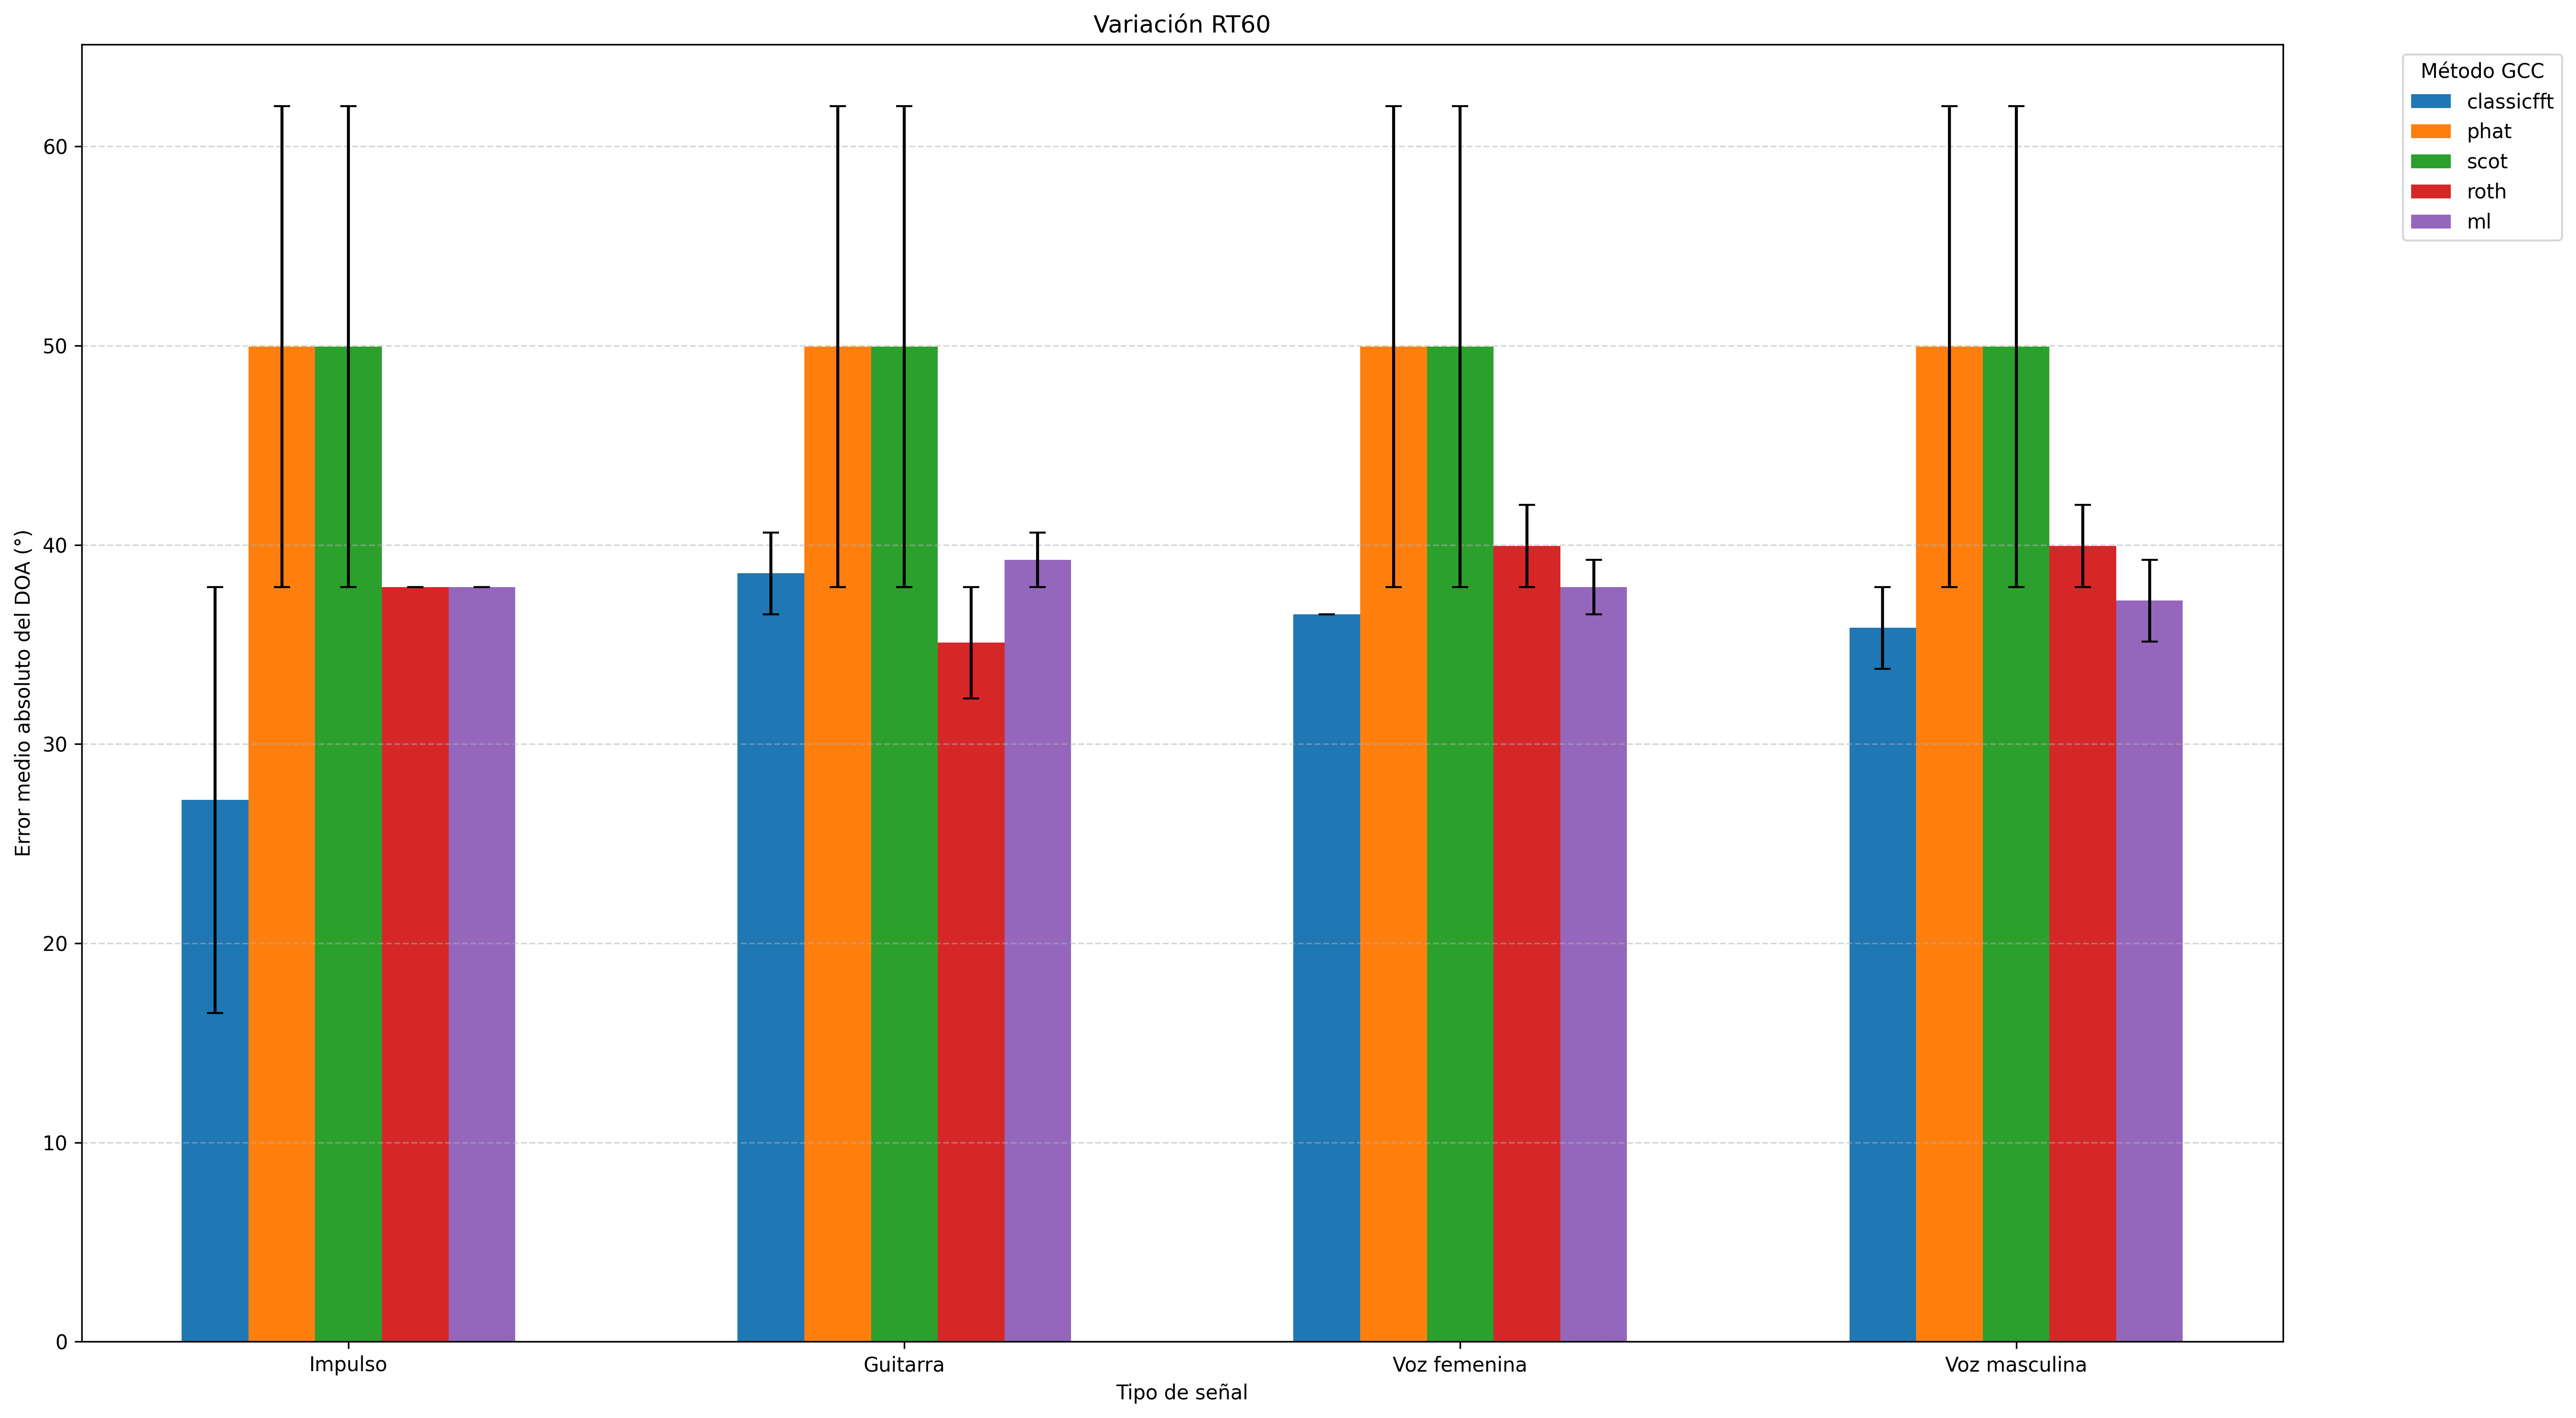 Variación RT60
Método GCC
classicfft
phat
scot
roth
ml
Error medio absoluto del DOA (°)
60
50
40
30
20
10
0
Impulso
Guitarra
Voz femenina
Voz masculina
Tipo de señal